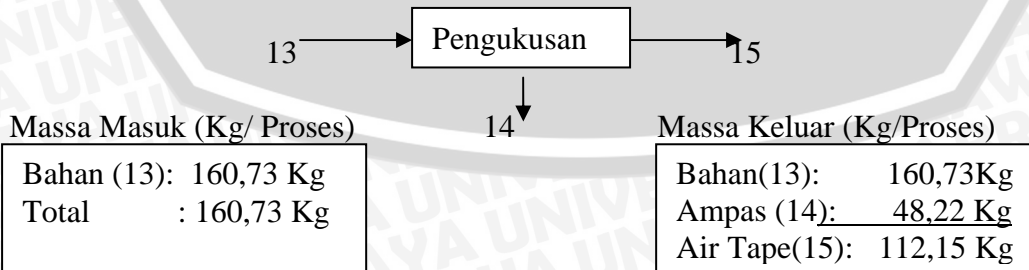 Pengukusan
13 15
14
Massa Masuk (Kg/ Proses)
Bahan (13): 160,73 Kg
Total : 160,73 Kg
Massa Keluar (Kg/Proses)
Bahan(13): 160,73Kg
Ampas (14): 48,22 Kg
Air Tape(15): 112,15 Kg